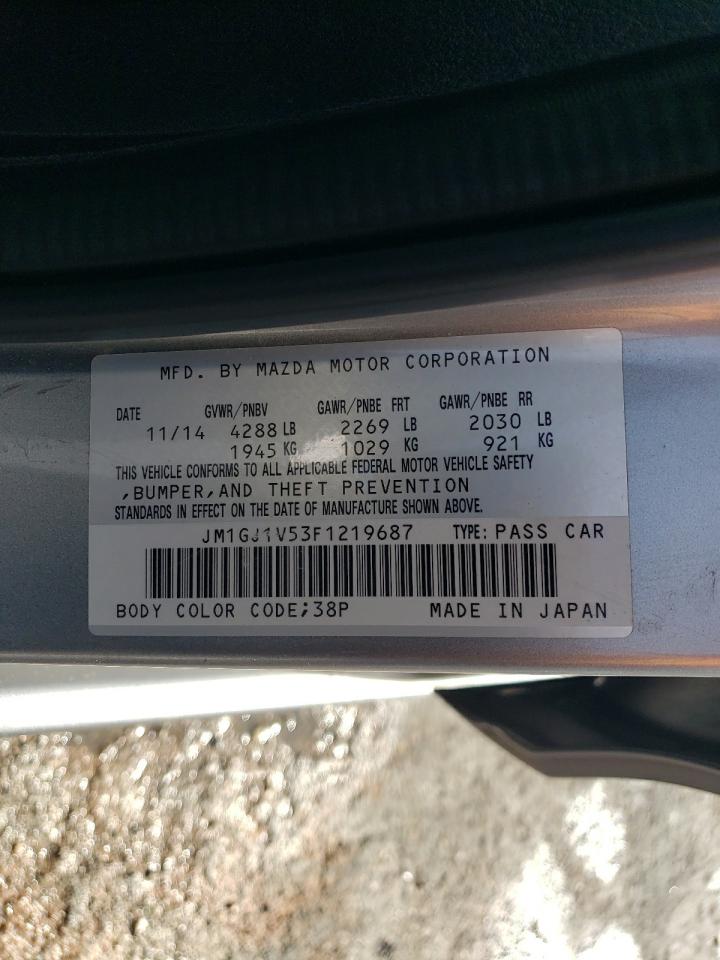 MFD. BY MAZDA MOTOR CORPORATION
DATE GVWR/PNBV GAWR/PNBE FRT GAWR/PNBE RR
11/14 4288 LB 2269 LB 2030 LB
1945 KG 1029 KG 921 KG
THIS VEHICLE CONFORMS TO ALL APPLICABLE FEDERAL MOTOR VEHICLE SAFETY
,BUMPER,AND THEFT PREVENTION
STANDARDS IN EFFECT ON THE DATE OF MANUFACTURE SHOWN ABOVE.
JM1GJ1V53F1219687 TYPE: PASS CAR
BODY COLOR CODE;38P MADE IN JAPAN